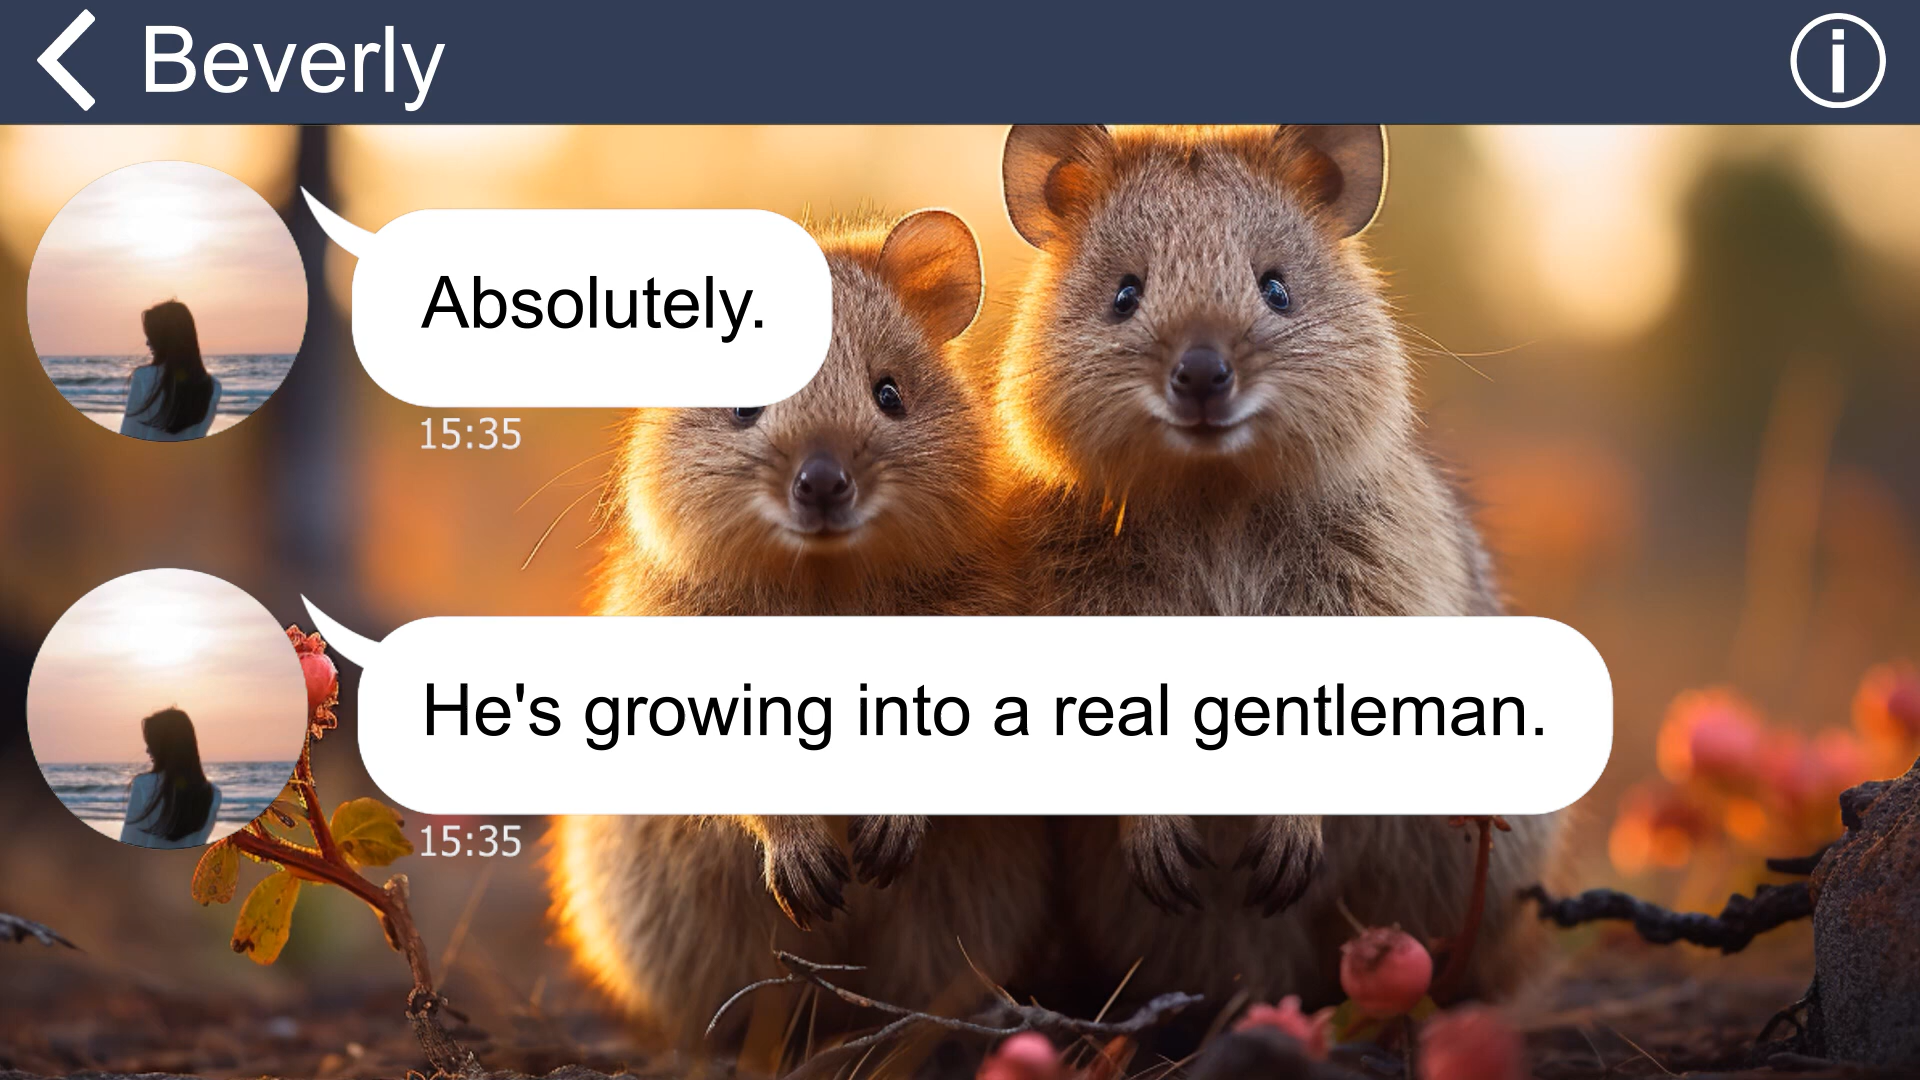 Beverly
Absolutely.
15:35
He's growing into a real gentleman.
15:35